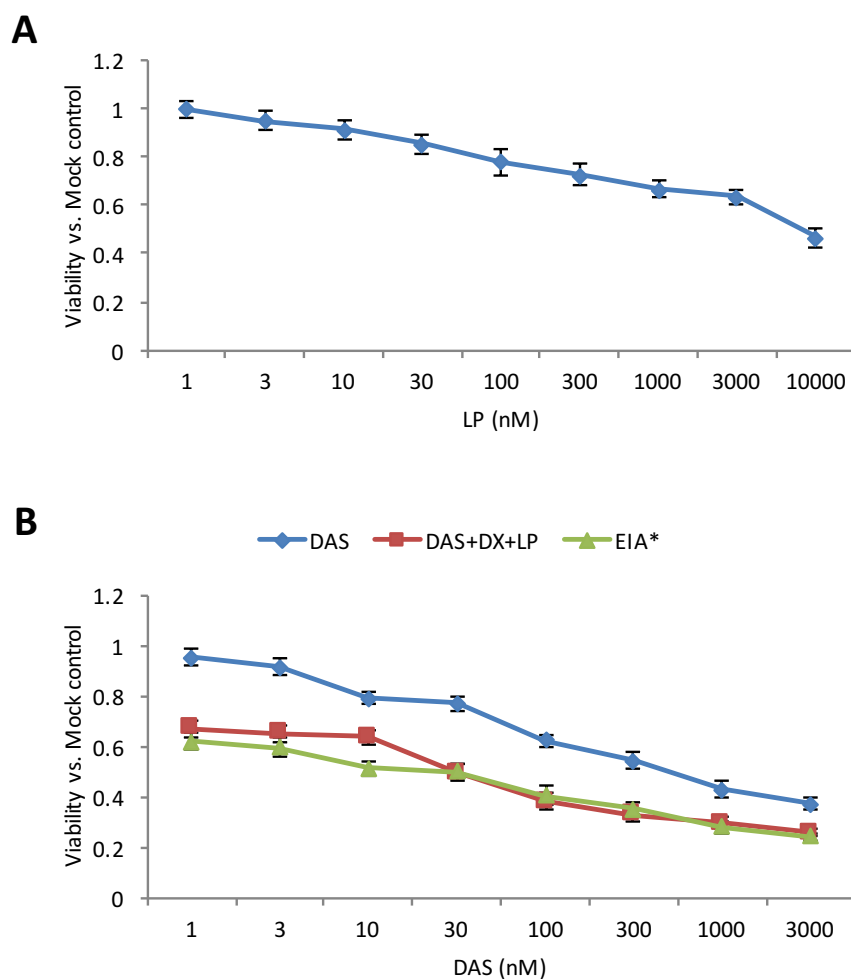 A
Viability vs. Mock control
1.2
1
0.8
0.6
0.4
0.2
0
1 3 10 30 100 300 1000 3000 10000
LP (nM)
B
DAS DAS+DX+LP EIA*
Viability vs. Mock control
1.2
1
0.8
0.6
0.4
0.2
0
1 3 10 30 100 300 1000 3000
DAS (nM)